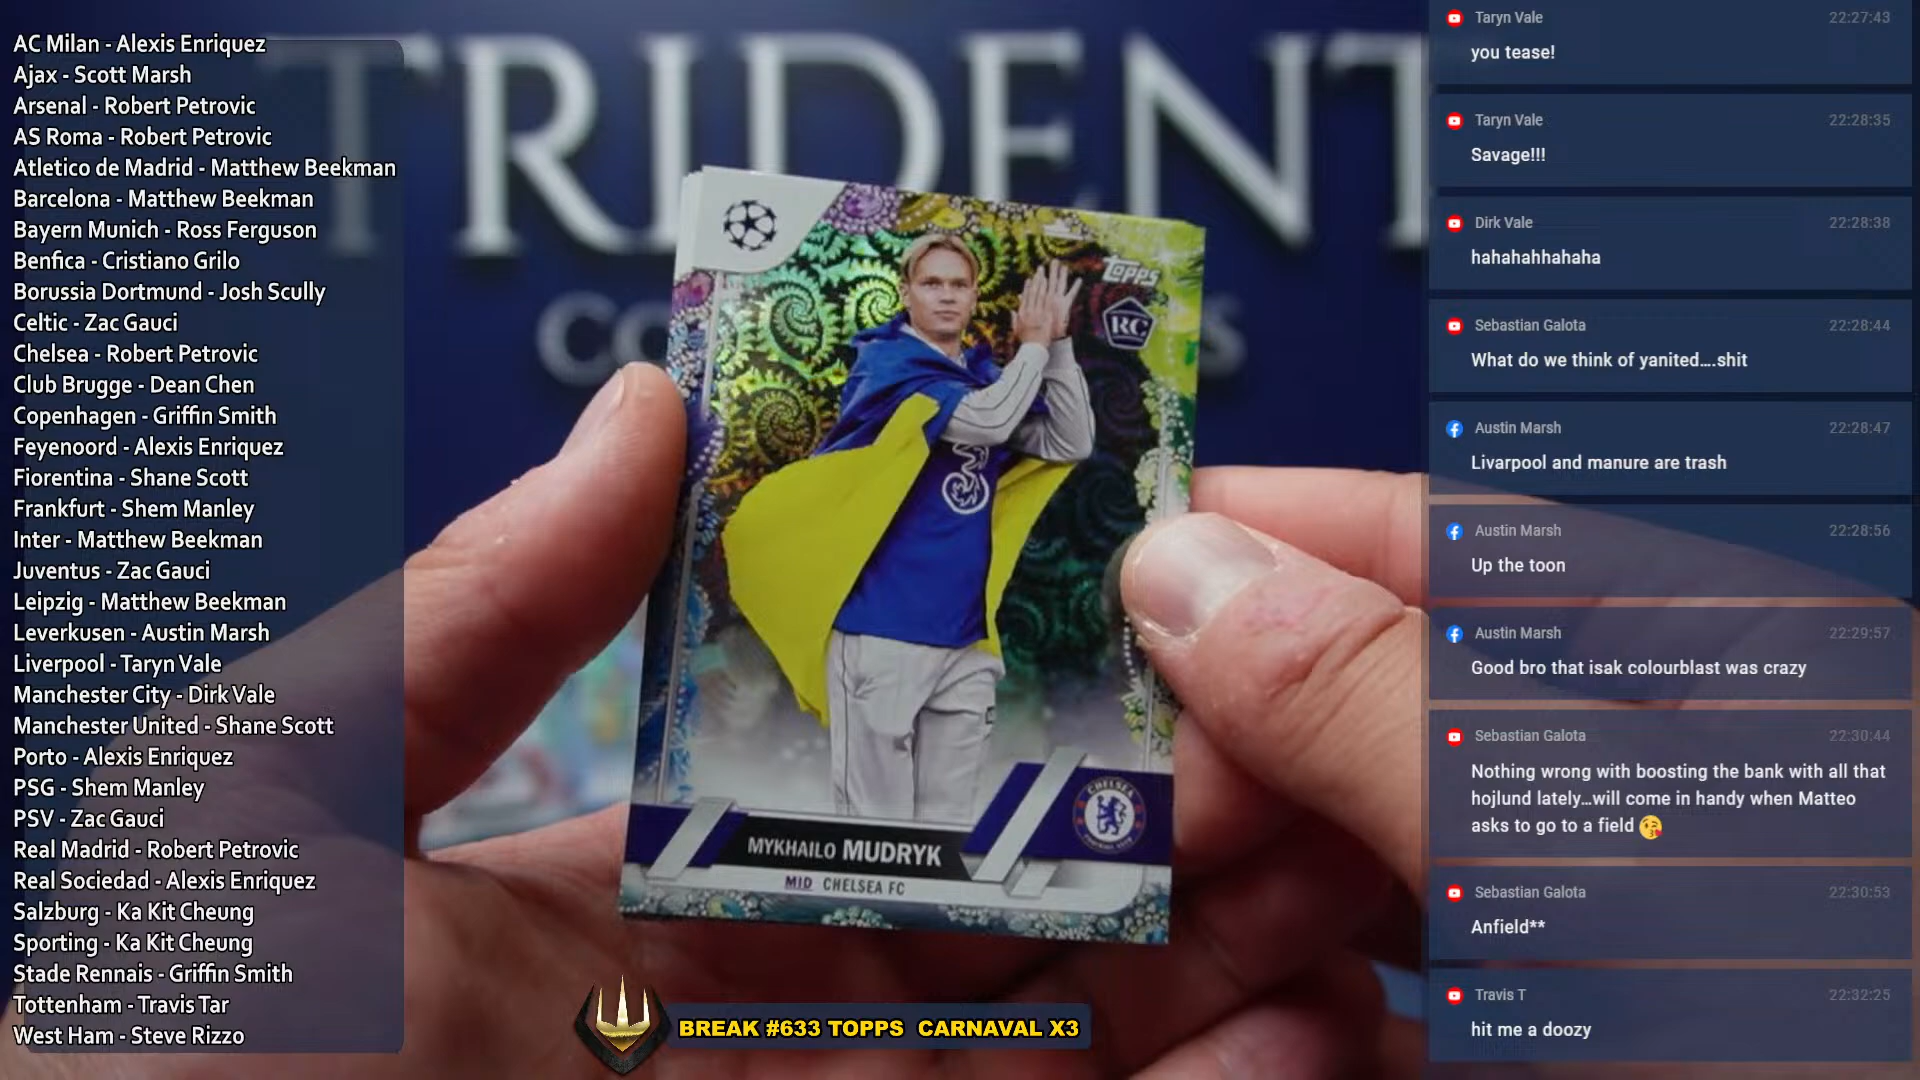 AC Milan - Alexis Enriquez
Ajax - Scott Marsh
Arsenal - Robert Petrovic
AS Roma - Robert Petrovic
Atletico de Madrid - Matthew Beekman
Barcelona - Matthew Beekman
Bayern Munich - Ross Ferguson
Benfica - Cristiano Grilo
Borussia Dortmund - Josh Scully
Celtic - Zac Gauci
Chelsea - Robert Petrovic
Club Brugge - Dean Chen
Copenhagen - Griffin Smith
Feyenoord - Alexis Enriquez
Fiorentina - Shane Scott
Frankfurt - Shem Manley
Inter - Matthew Beekman
Juventus - Zac Gauci
Leipzig - Matthew Beekman
Leverkusen - Austin Marsh
Liverpool - Taryn Vale
Manchester City - Dirk Vale
Manchester United - Shane Scott
Porto - Alexis Enriquez
PSG - Shem Manley
PSV - Zac Gauci
Real Madrid - Robert Petrovic
Real Sociedad - Alexis Enriquez
Salzburg - Ka Kit Cheung
Sporting - Ka Kit Cheung
Stade Rennais - Griffin Smith
Tottenham - Travis Tar
West Ham - Steve Rizzo
TRIDENT
Topps
RC
3
CHELSEA
MYKHAILO MUDRYK
MID CHELSEA FC
BREAK #633 TOPPS CARNAVAL X3
Taryn Vale 22:27:43
you tease!
Taryn Vale 22:28:35
Savage!!!
Dirk Vale 22:28:38
hahahahhahaha
Sebastian Galota 22:28:44
What do we think of yanited....shit
Austin Marsh 22:28:47
Livarpool and manure are trash
Austin Marsh 22:28:56
Up the toon
Austin Marsh 22:29:57
Good bro that isak colourblast was crazy
Sebastian Galota 22:30:44
Nothing wrong with boosting the bank with all that
hojlund lately...will come in handy when Matteo
asks to go to a field 😘
Sebastian Galota 22:30:53
Anfield**
Travis T 22:32:25
hit me a doozy